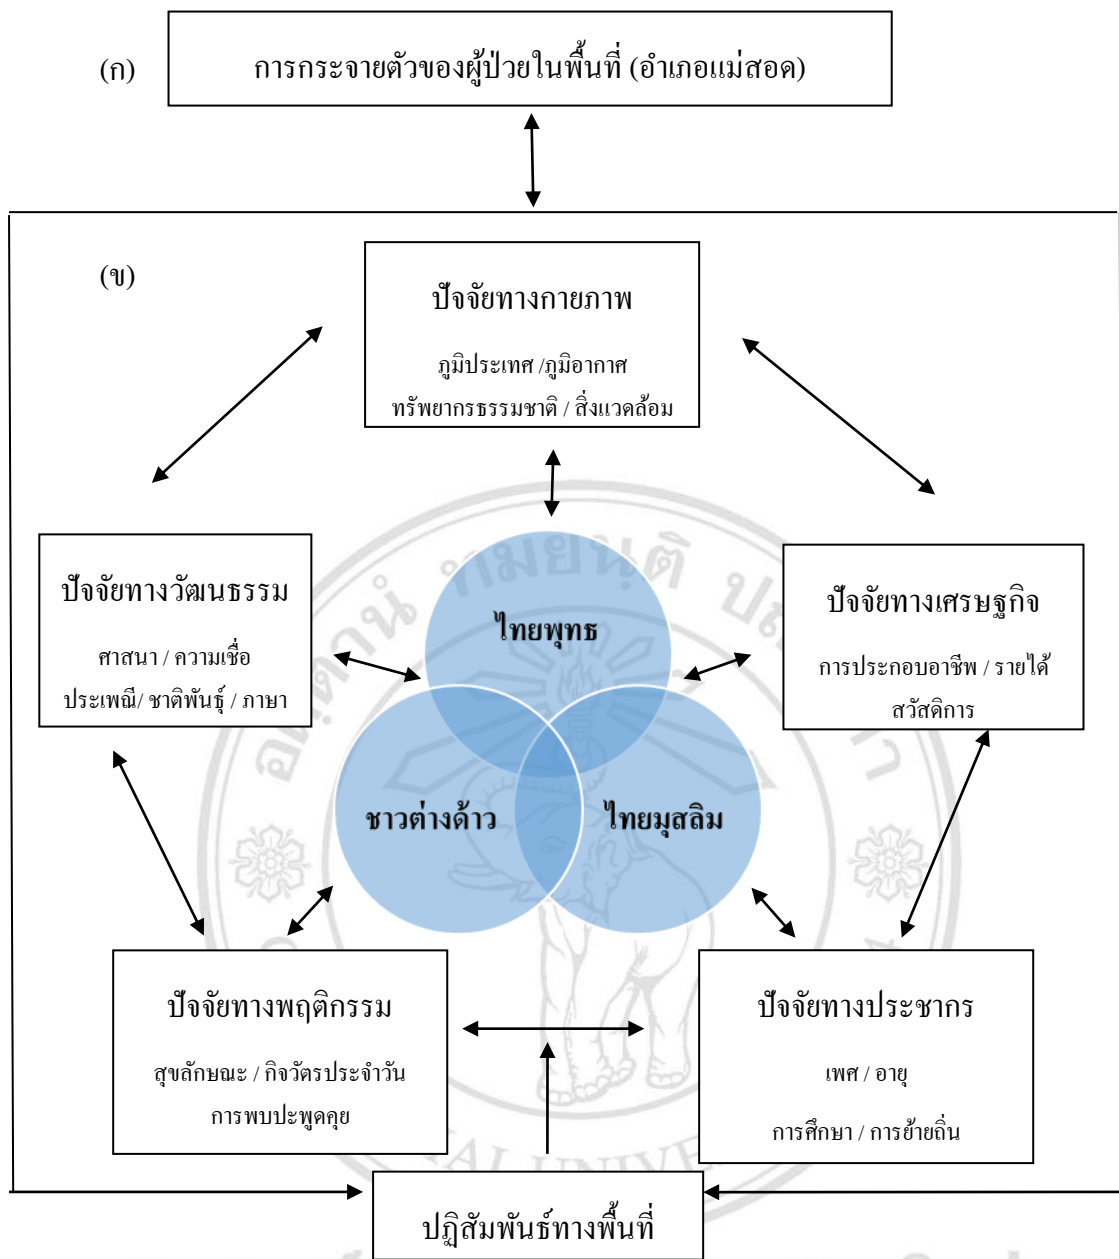 (ก)
การกระจายตัวของผู้ป่วยในพื้นที่ (อำเภอแม่สอด)
(ข)
ปัจจัยทางกายภาพ
ภูมิประเทศ /ภูมิอากาศ
ทรัพยากรธรรมชาติ / สิ่งแวดล้อม
ปัจจัยทางวัฒนธรรม
ศาสนา / ความเชื่อ
ประเพณี/ ชาติพันธุ์ / ภาษา
ปัจจัยทางเศรษฐกิจ
การประกอบอาชีพ / รายได้
สวัสดิการ
ไทยพุทธ
ชาวต่างด้าว
ไทยมุสลิม
ปัจจัยทางพฤติกรรม
สุขลักษณะ / กิจวัตรประจำวัน
การพบปะพูดคุย
ปัจจัยทางประชากร
เพศ / อายุ
การศึกษา / การย้ายถิ่น
ปฏิสัมพันธ์ทางพื้นที่